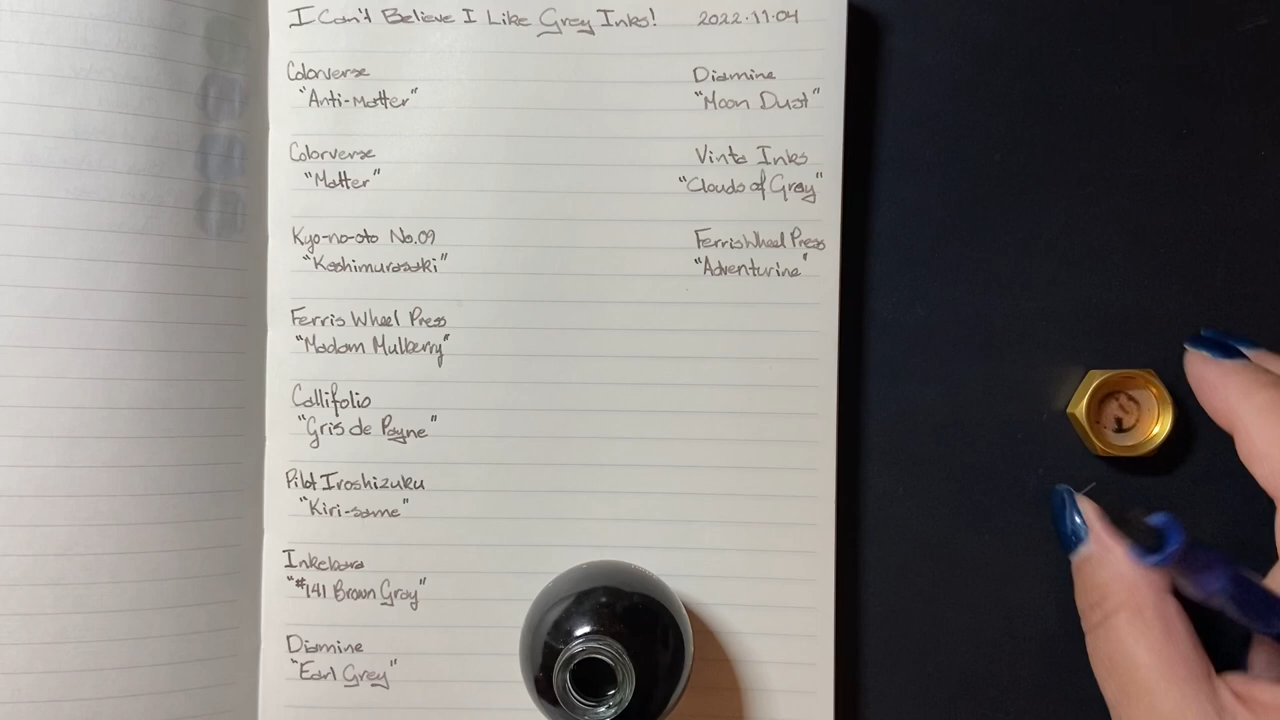 I Can't Believe I Like Grey Inks! 2022.11.04
Colorverse
"Anti-Matter"
Colorverse
"Matter"
Kyo-no-oto No.09
"Keshimurasaki"
Ferris Wheel Press
"Madam Mulberry"
Callifolio
"Gris de Payne"
Pilot Iroshizuku
"Kiri-same"
Inkebara
"#141 Brown Gray"
Diamine
"Earl Grey"
Diamine
"Moon Dust"
Vinta Inks
"Clouds of Gray"
Ferris Wheel Press
"Adventurine"